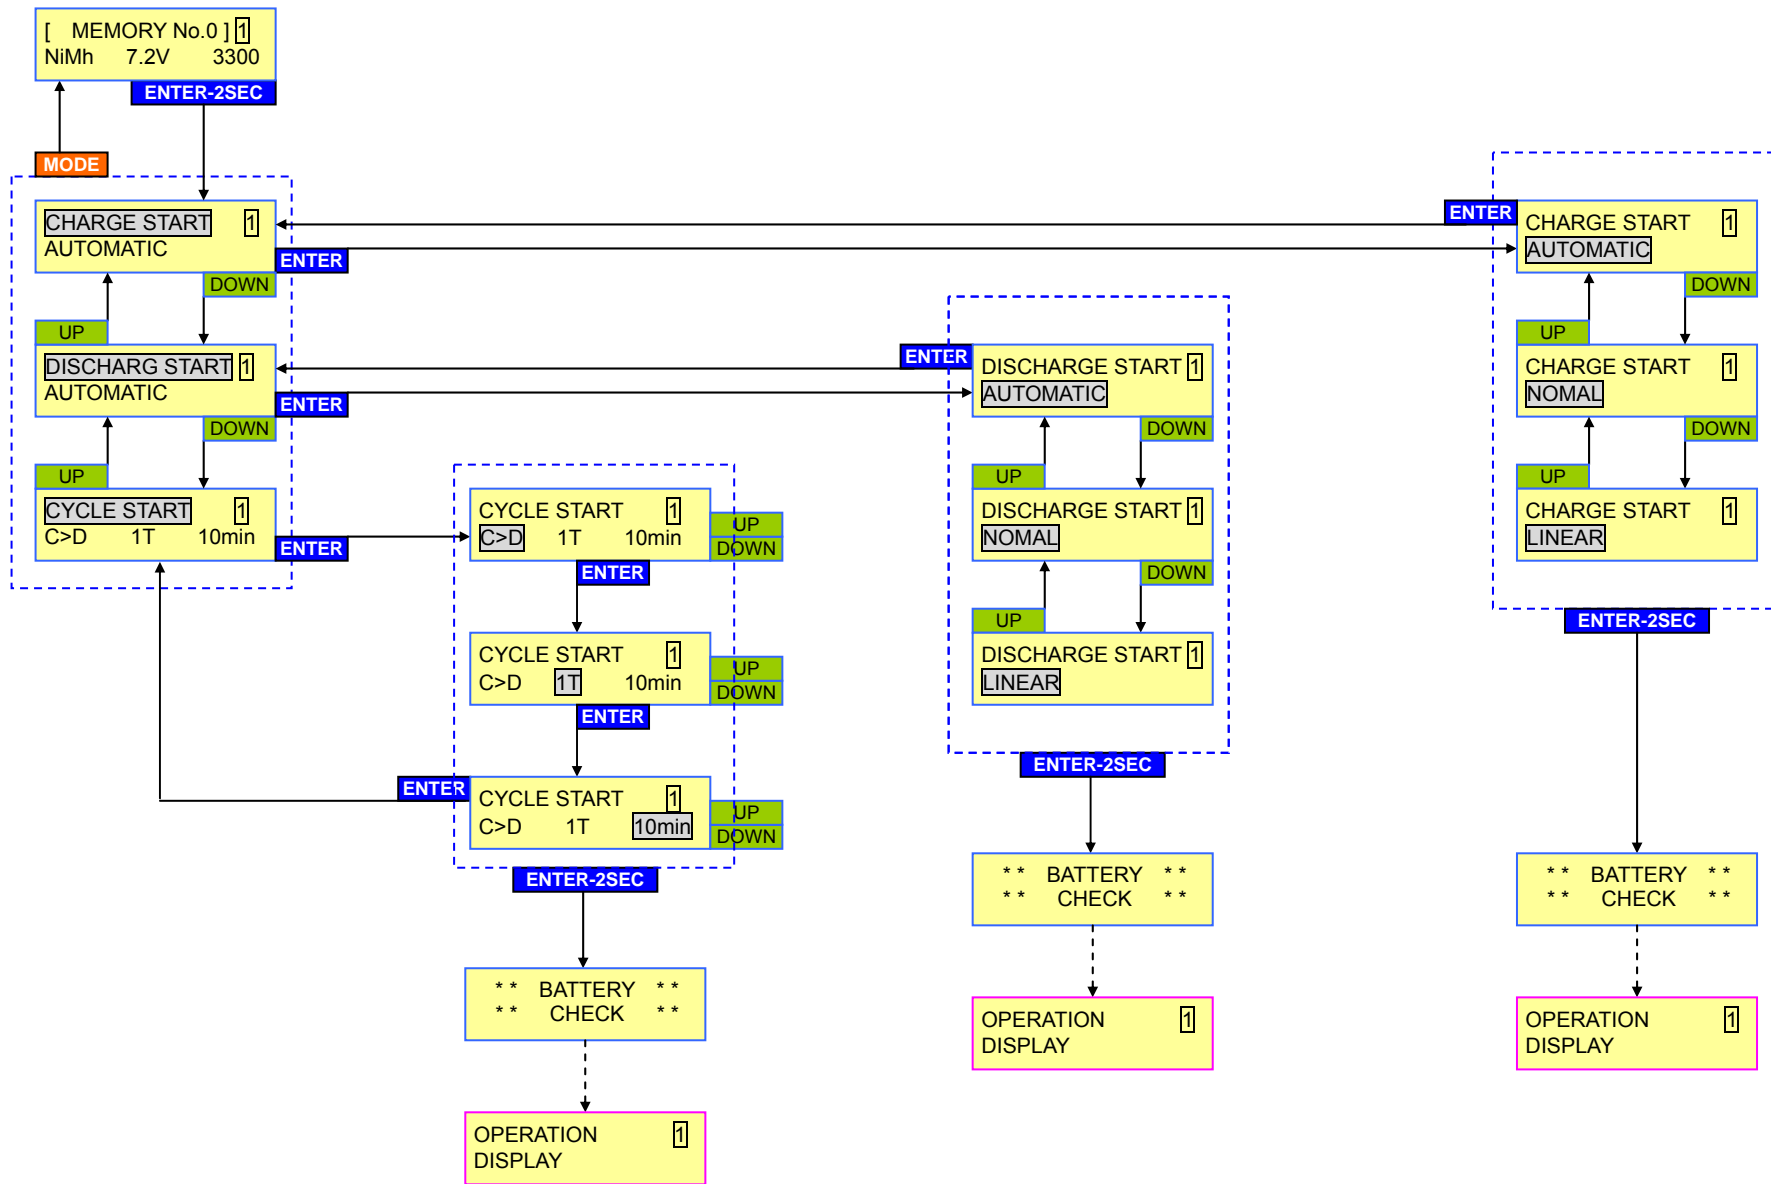 [ MEMORY No.0 ] 1
NiMh 7.2V 3300
ENTER-2SEC
MODE
CHARGE START 1
AUTOMATIC
ENTER
DOWN
UP
DISCHARG START 1
AUTOMATIC
ENTER
DOWN
UP
CYCLE START 1
C>D 1T 10min
ENTER
CYCLE START 1
C>D 1T 10min
UP
DOWN
ENTER
CYCLE START 1
C>D 1T 10min
UP
DOWN
ENTER
ENTER
CYCLE START 1
C>D 1T 10min
UP
DOWN
ENTER-2SEC
** BATTERY **
** CHECK **
OPERATION 1
DISPLAY
ENTER
DISCHARGE START 1
AUTOMATIC
DOWN
UP
DISCHARGE START 1
NOMAL
DOWN
UP
DISCHARGE START 1
LINEAR
ENTER-2SEC
** BATTERY **
** CHECK **
OPERATION 1
DISPLAY
ENTER
CHARGE START 1
AUTOMATIC
DOWN
UP
CHARGE START 1
NOMAL
DOWN
UP
CHARGE START 1
LINEAR
ENTER-2SEC
** BATTERY **
** CHECK **
OPERATION 1
DISPLAY